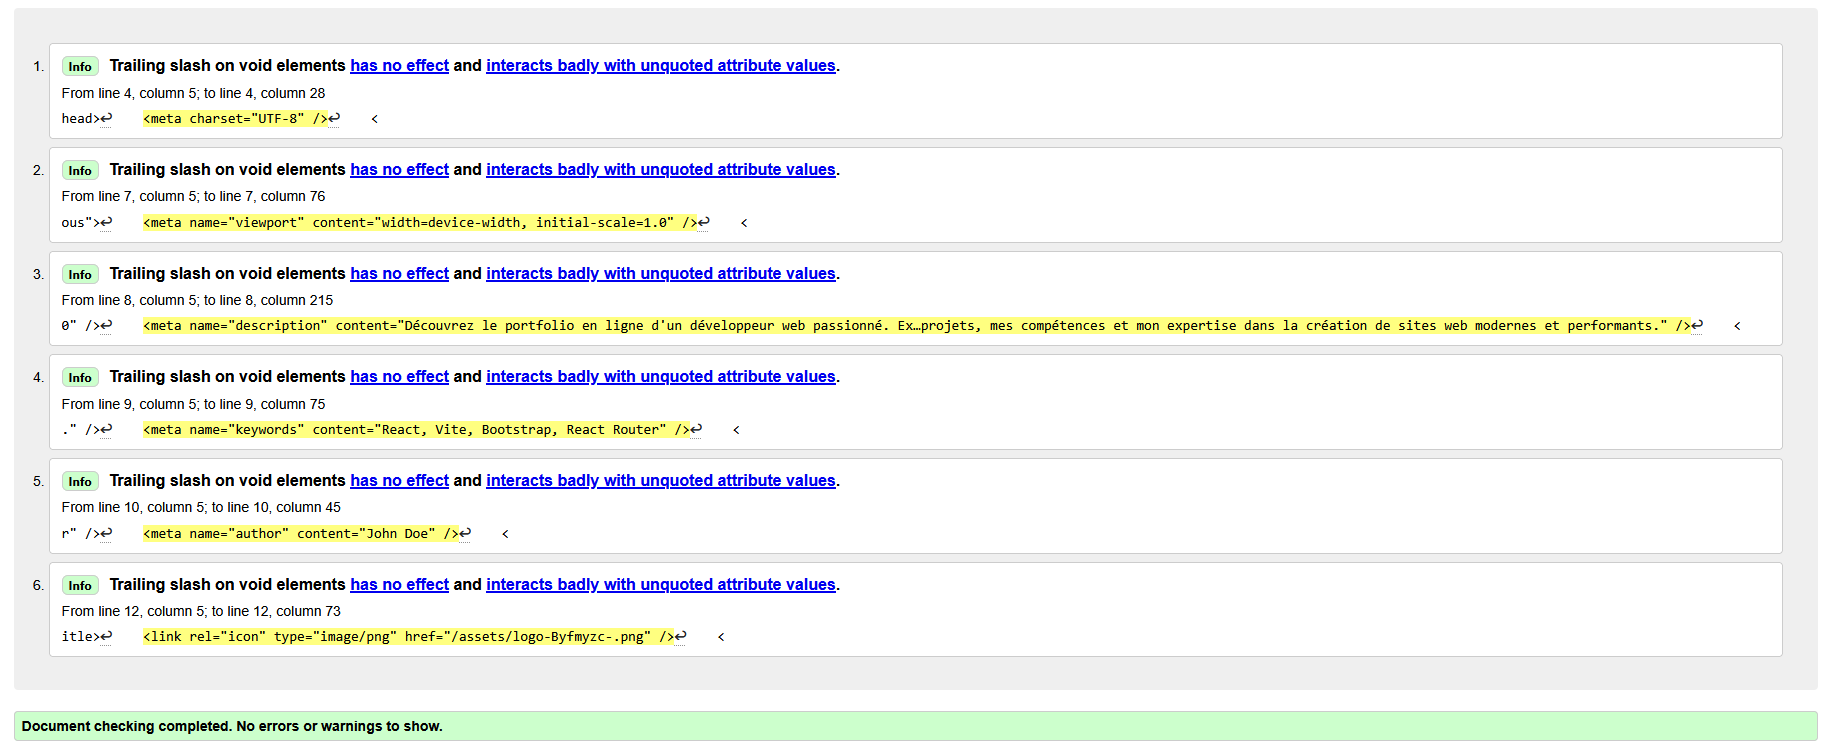 1. Info Trailing slash on void elements has no effect and interacts badly with unquoted attribute values.
From line 4, column 5; to line 4, column 28
head>↩    <meta charset="UTF-8" />↩    <
2. Info Trailing slash on void elements has no effect and interacts badly with unquoted attribute values.
From line 7, column 5; to line 7, column 76
ous">↩    <meta name="viewport" content="width=device-width, initial-scale=1.0" />↩    <
3. Info Trailing slash on void elements has no effect and interacts badly with unquoted attribute values.
From line 8, column 5; to line 8, column 215
0" />↩    <meta name="description" content="Découvrez le portfolio en ligne d'un développeur web passionné. Ex…projets, mes compétences et mon expertise dans la création de sites web modernes et performants." />↩    <
4. Info Trailing slash on void elements has no effect and interacts badly with unquoted attribute values.
From line 9, column 5; to line 9, column 75
." />↩    <meta name="keywords" content="React, Vite, Bootstrap, React Router" />↩    <
5. Info Trailing slash on void elements has no effect and interacts badly with unquoted attribute values.
From line 10, column 5; to line 10, column 45
r" />↩    <meta name="author" content="John Doe" />↩    <
6. Info Trailing slash on void elements has no effect and interacts badly with unquoted attribute values.
From line 12, column 5; to line 12, column 73
itle>↩    <link rel="icon" type="image/png" href="/assets/logo-Byfmyzc-.png" />↩    <
Document checking completed. No errors or warnings to show.